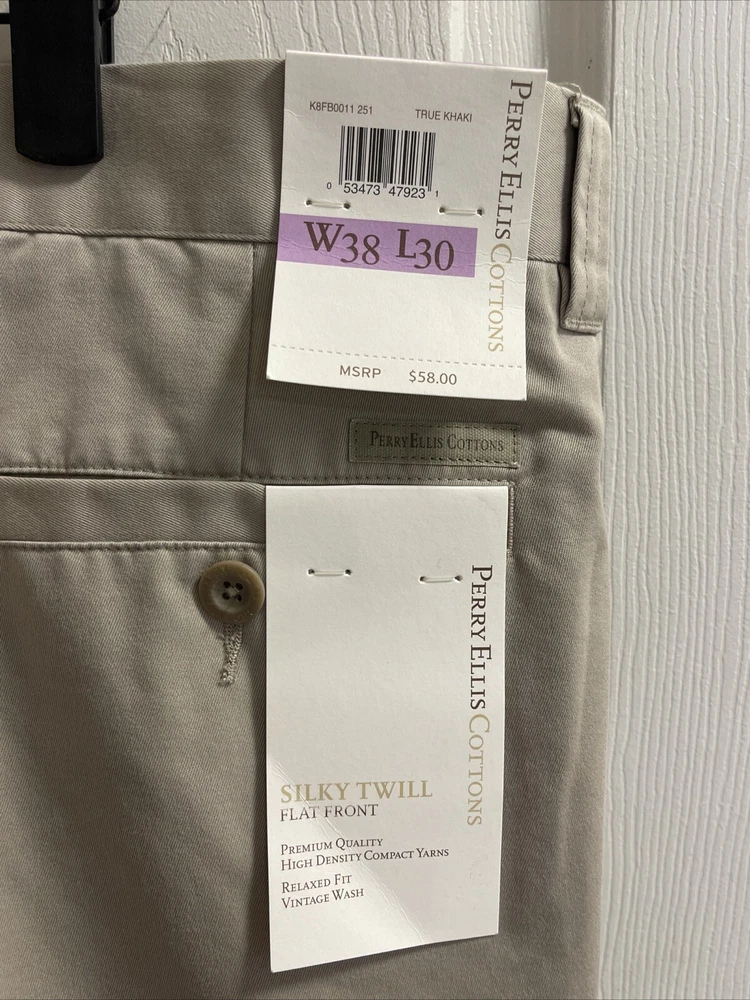 K8FB0011 251 TRUE KHAKI
0 53473 47923 1
W38 L30
PERRY ELLIS COTTONS
MSRP $58.00
PERRY ELLIS COTTONS
PERRY ELLIS COTTONS
SILKY TWILL
FLAT FRONT
PREMIUM QUALITY
HIGH DENSITY COMPACT YARNS
RELAXED FIT
VINTAGE WASH